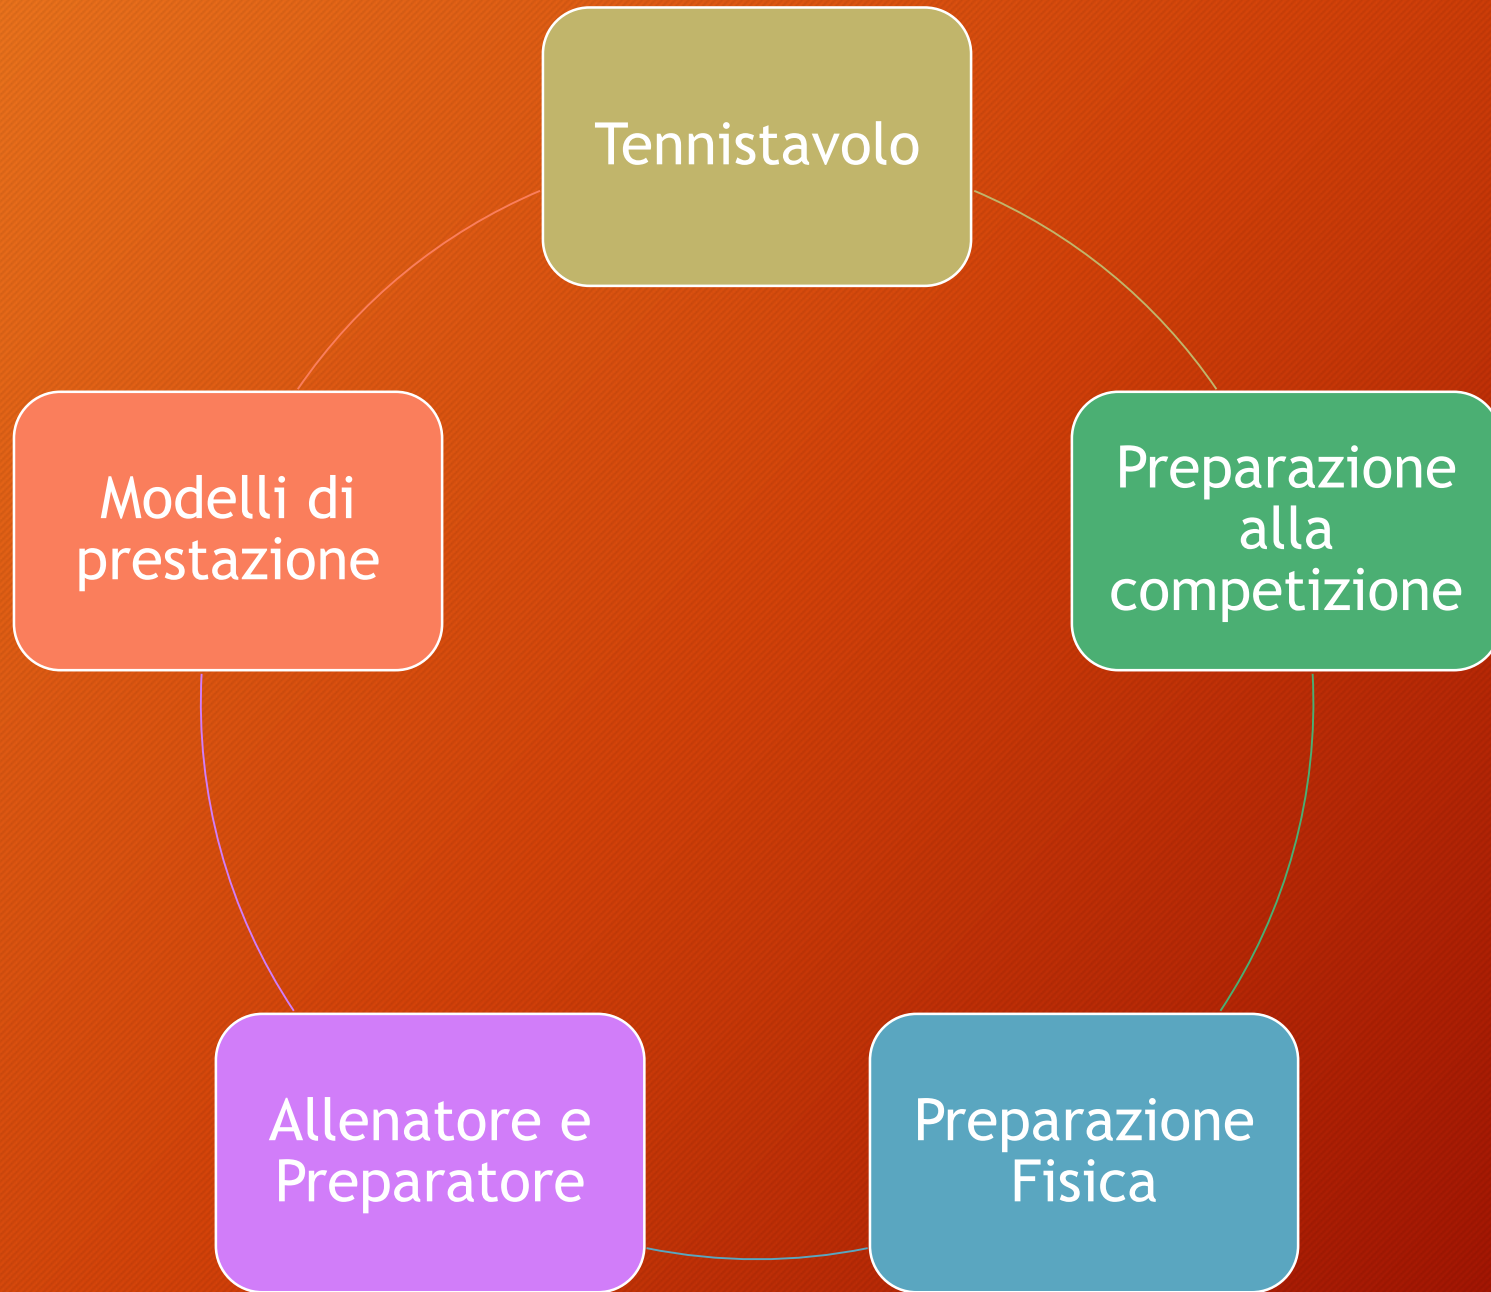 Tennistavolo
Preparazione
alla
competizione
Preparazione
Fisica
Allenatore e
Preparatore
Modelli di
prestazione